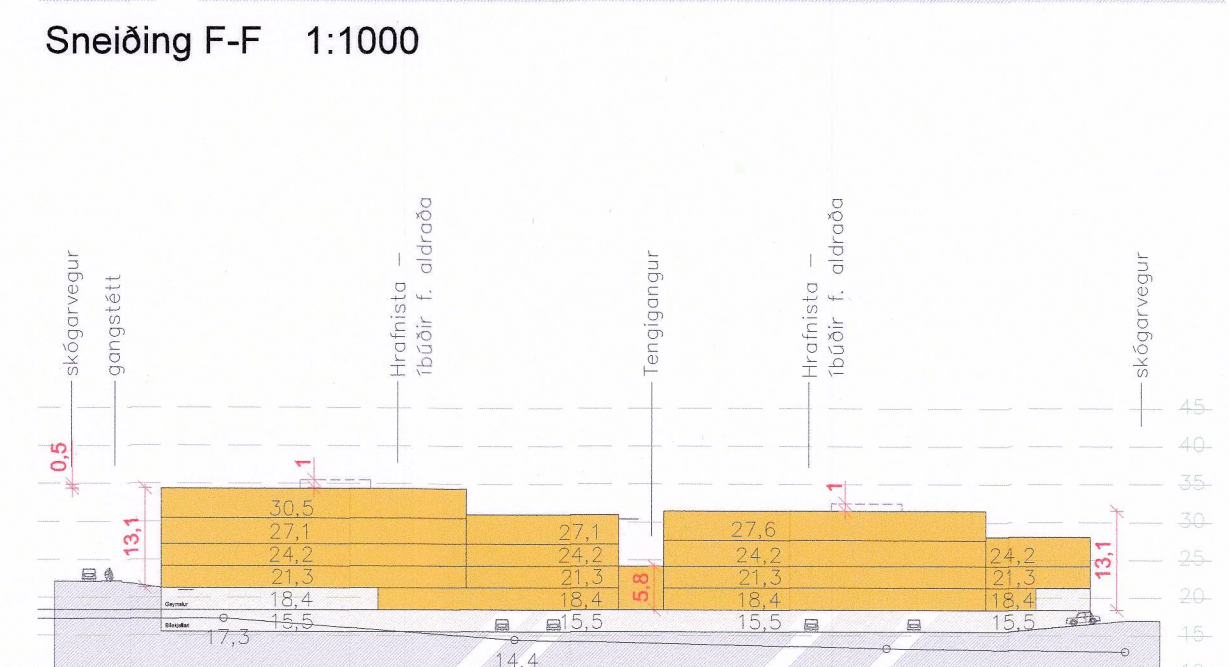 Sneiðing F-F 1:1000
skógarvegur
gangstétt
Hrafnista –
íbúðir f. aldraða
Tengigangur
Hrafnista –
íbúðir f. aldraða
skógarvegur
45
40
35
30
25
20
15
0,5
1
1
13,1
5,8
13,1
30,5
27,1 27,1 27,6
24,2 24,2 24,2 24,2
21,3 21,3 21,3 21,3
Geymslur 18,4 18,4 18,4 18,4
Bílakjallari 15,5 15,5 15,5 15,5
17,3
14,4